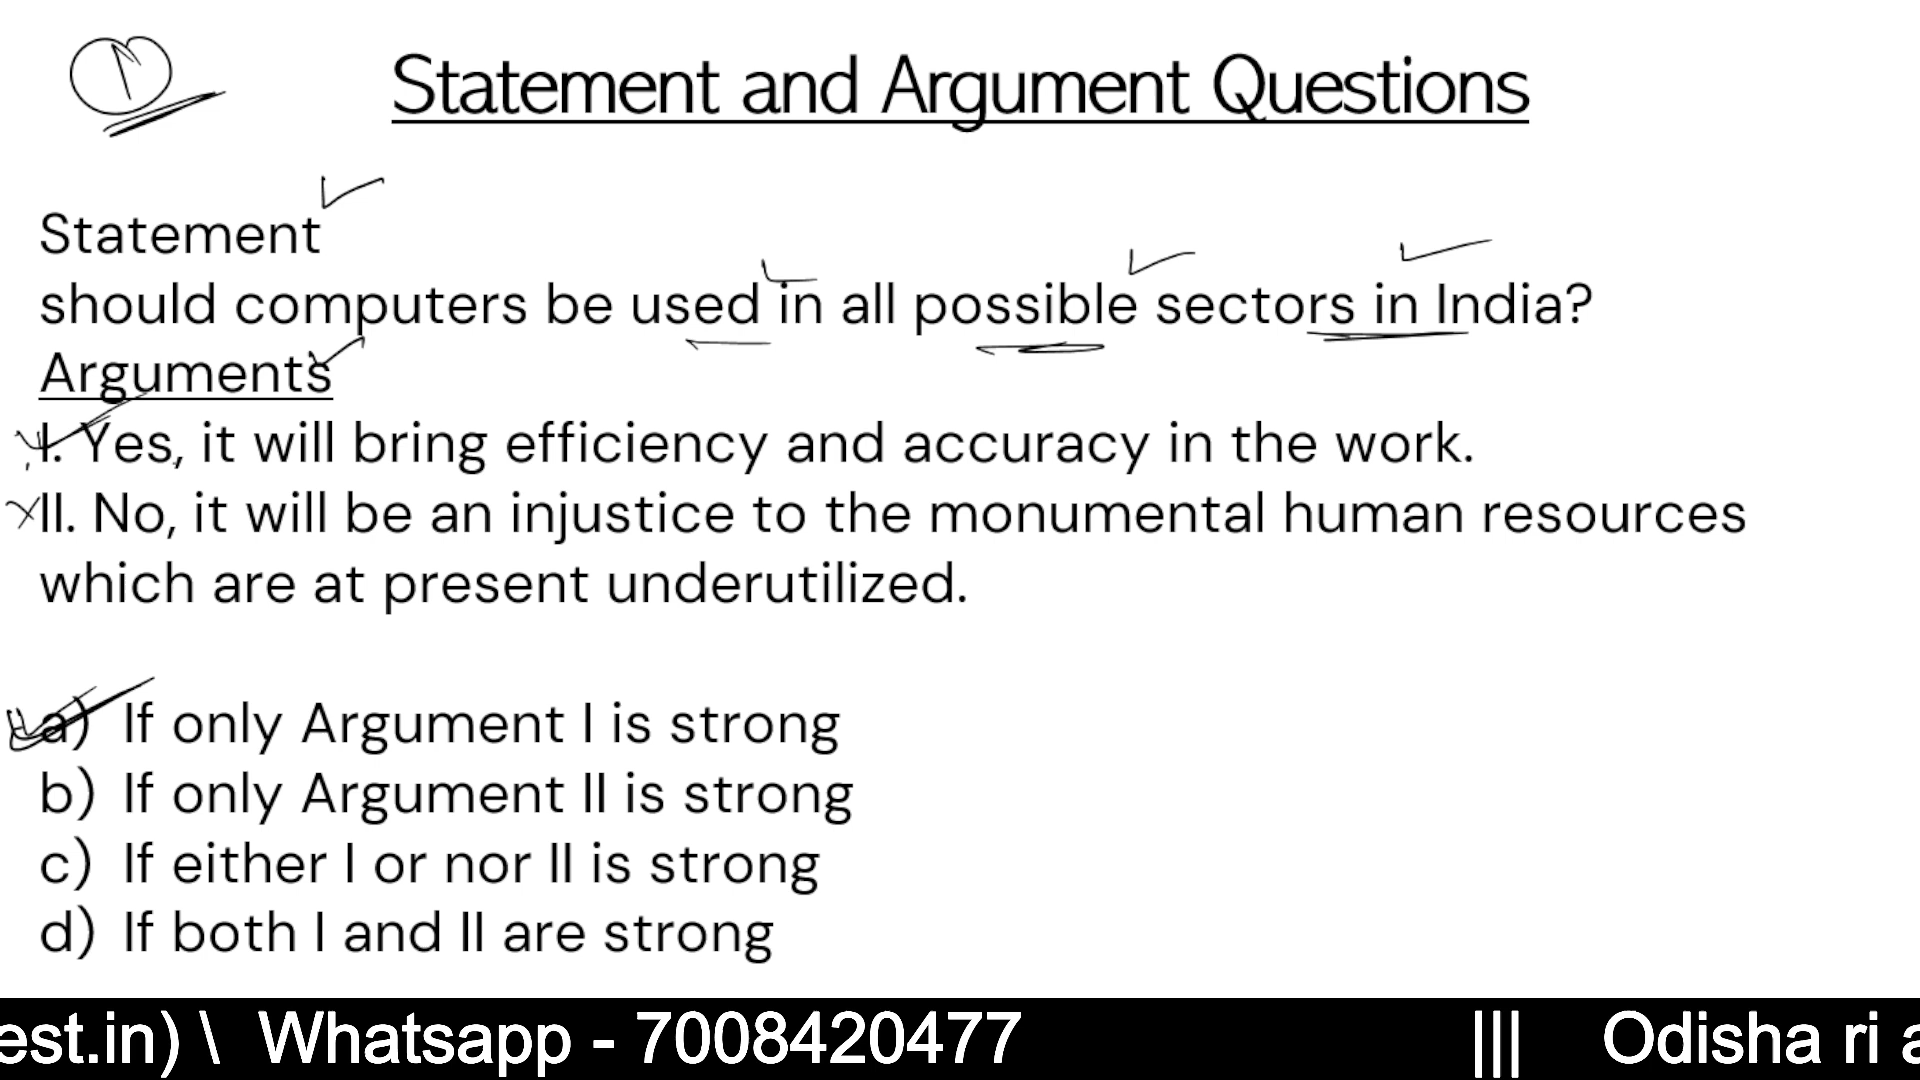 1
Statement and Argument Questions
Statement
should computers be used in all possible sectors in India?
Arguments
I. Yes, it will bring efficiency and accuracy in the work.
II. No, it will be an injustice to the monumental human resources
which are at present underutilized.
a) If only Argument I is strong
b) If only Argument II is strong
c) If either I or nor II is strong
d) If both I and II are strong
est.in) \ Whatsapp - 7008420477 ||| Odisha ri a